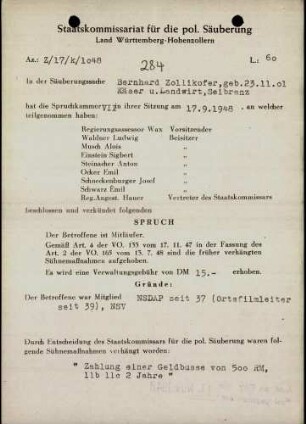 Staatskommissariat für die pol. Säuberung
Land Württemberg-Hohenzollern
Az.: Z/17/k/1048
L: 60
284
In der Säuberungssache Bernhard Zollikofer, geb. 23.11.01
Käser u. Landwirt, Seibranz
hat die Spruchkammer VI in ihrer Sitzung am 17.9.1948 an welcher
teilgenommen haben:
Regierungsassessor Wax Vorsitzender
Waldner Ludwig Beisitzer
Musch Alois "
Einstein Sigbert "
Steinacher Anton "
Osker Emil "
Schneckenburger Josef "
Schwarz Emil "
Reg.Angest. Hauer Vertreter des Staatskommissars
beschlossen und verkündet folgenden
SPRUCH
Der Betroffene ist Mitläufer.
Gemäß Art. 4 der VO. 133 vom 17. 11. 47 in der Fassung des
Art. 2 der VO. 165 vom 13. 7. 48 sind die früher verhängten
Sühnemaßnahmen aufgehoben.
Es wird eine Verwaltungsgebühr von DM 15.- erhoben.
Gründe:
Der Betroffene war Mitglied NSDAP seit 37 (Ortsfilmleiter
seit 39), NSV
Durch Entscheidung des Staatskommissars für die pol. Säuberung waren fol-
gende Sühnemaßnahmen verhängt worden:
" Zahlung einer Geldbusse von 500 RM,
11b 11c 2 Jahre "